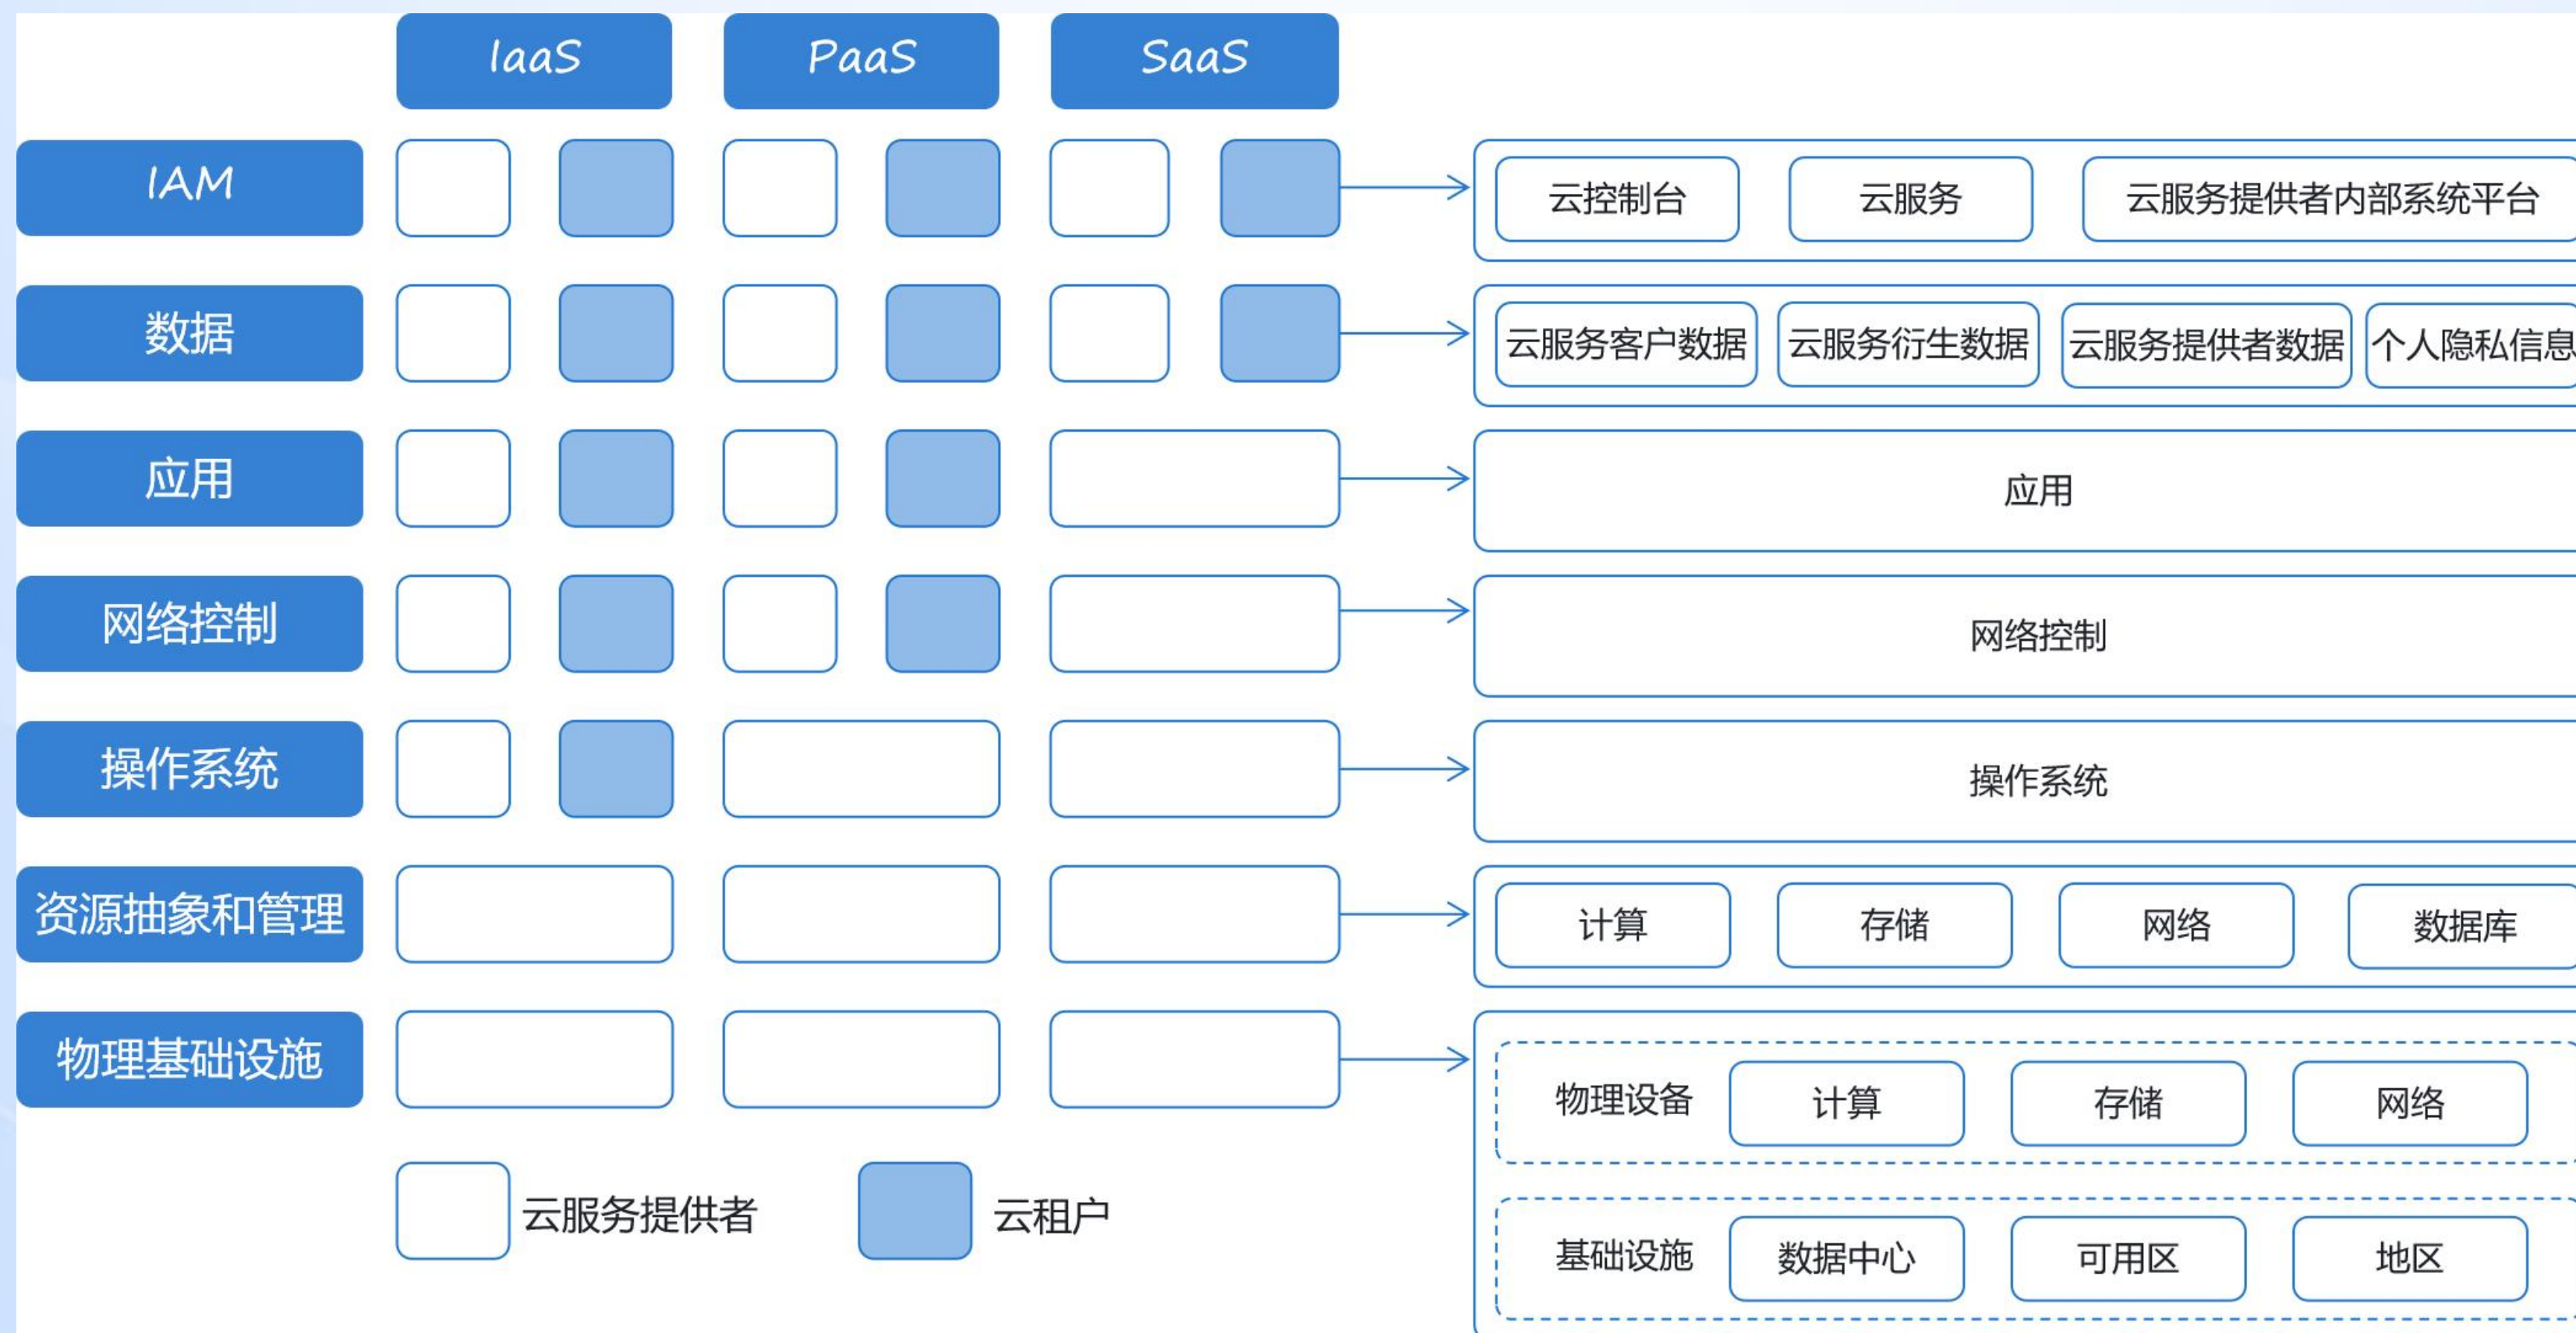 IaaS PaaS SaaS
IAM 云控制台 云服务 云服务提供者内部系统平台
数据 云服务客户数据 云服务衍生数据 云服务提供者数据 个人隐私信息
应用 应用
网络控制 网络控制
操作系统 操作系统
资源抽象和管理 计算 存储 网络 数据库
物理基础设施 物理设备 计算 存储 网络
云服务提供者 云租户 基础设施 数据中心 可用区 地区